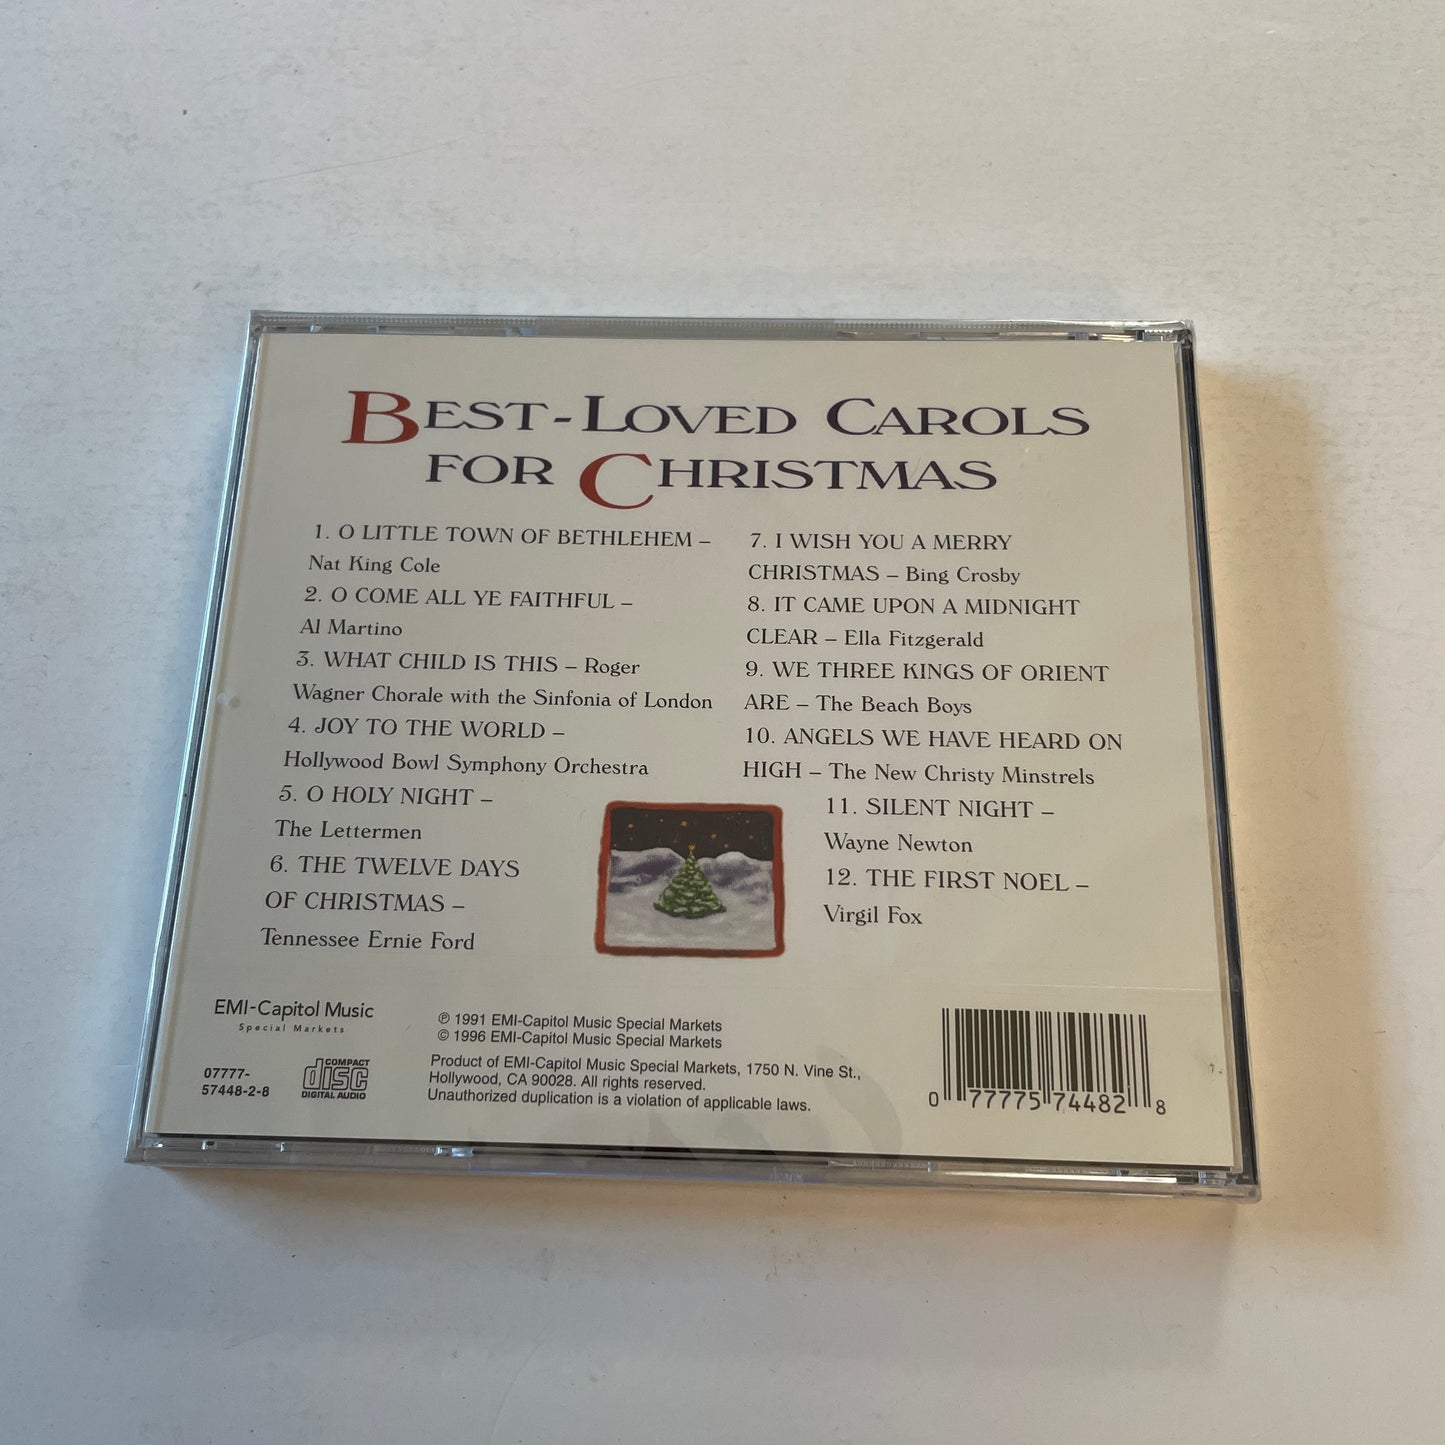 BEST-LOVED CAROLS
FOR CHRISTMAS
1. O LITTLE TOWN OF BETHLEHEM –
Nat King Cole
2. O COME ALL YE FAITHFUL –
Al Martino
3. WHAT CHILD IS THIS – Roger
Wagner Chorale with the Sinfonia of London
4. JOY TO THE WORLD –
Hollywood Bowl Symphony Orchestra
5. O HOLY NIGHT –
The Lettermen
6. THE TWELVE DAYS
OF CHRISTMAS –
Tennessee Ernie Ford
7. I WISH YOU A MERRY
CHRISTMAS – Bing Crosby
8. IT CAME UPON A MIDNIGHT
CLEAR – Ella Fitzgerald
9. WE THREE KINGS OF ORIENT
ARE – The Beach Boys
10. ANGELS WE HAVE HEARD ON
HIGH – The New Christy Minstrels
11. SILENT NIGHT –
Wayne Newton
12. THE FIRST NOEL –
Virgil Fox
EMI-Capitol Music
Special Markets
07777-
57448-2-8
COMPACT
disc
DIGITAL AUDIO
℗ 1991 EMI-Capitol Music Special Markets
© 1996 EMI-Capitol Music Special Markets
Product of EMI-Capitol Music Special Markets, 1750 N. Vine St.,
Hollywood, CA 90028. All rights reserved.
Unauthorized duplication is a violation of applicable laws.
0 77775 74482 8